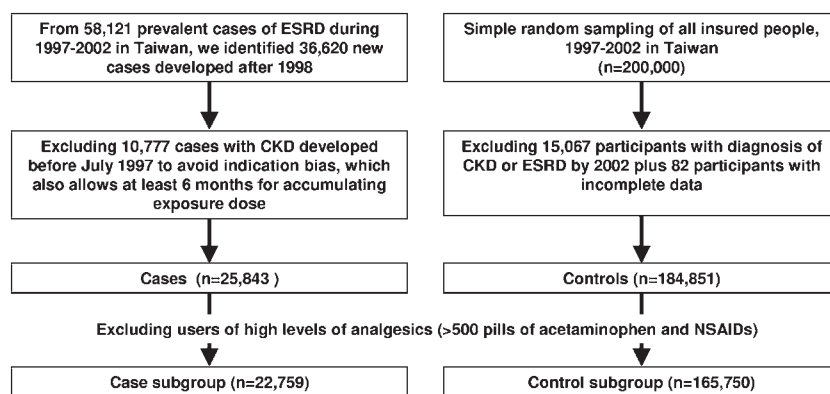 From 58,121 prevalent cases of ESRD during
1997-2002 in Taiwan, we identified 36,620 new
cases developed after 1998
Simple random sampling of all insured people,
1997-2002 in Taiwan
(n=200,000)
Excluding 10,777 cases with CKD developed
before July 1997 to avoid indication bias, which
also allows at least 6 months for accumulating
exposure dose
Excluding 15,067 participants with diagnosis of
CKD or ESRD by 2002 plus 82 participants with
incomplete data
Cases (n=25,843 )
Controls (n=184,851)
Excluding users of high levels of analgesics (>500 pills of acetaminophen and NSAIDs)
Case subgroup (n=22,759)
Control subgroup (n=165,750)